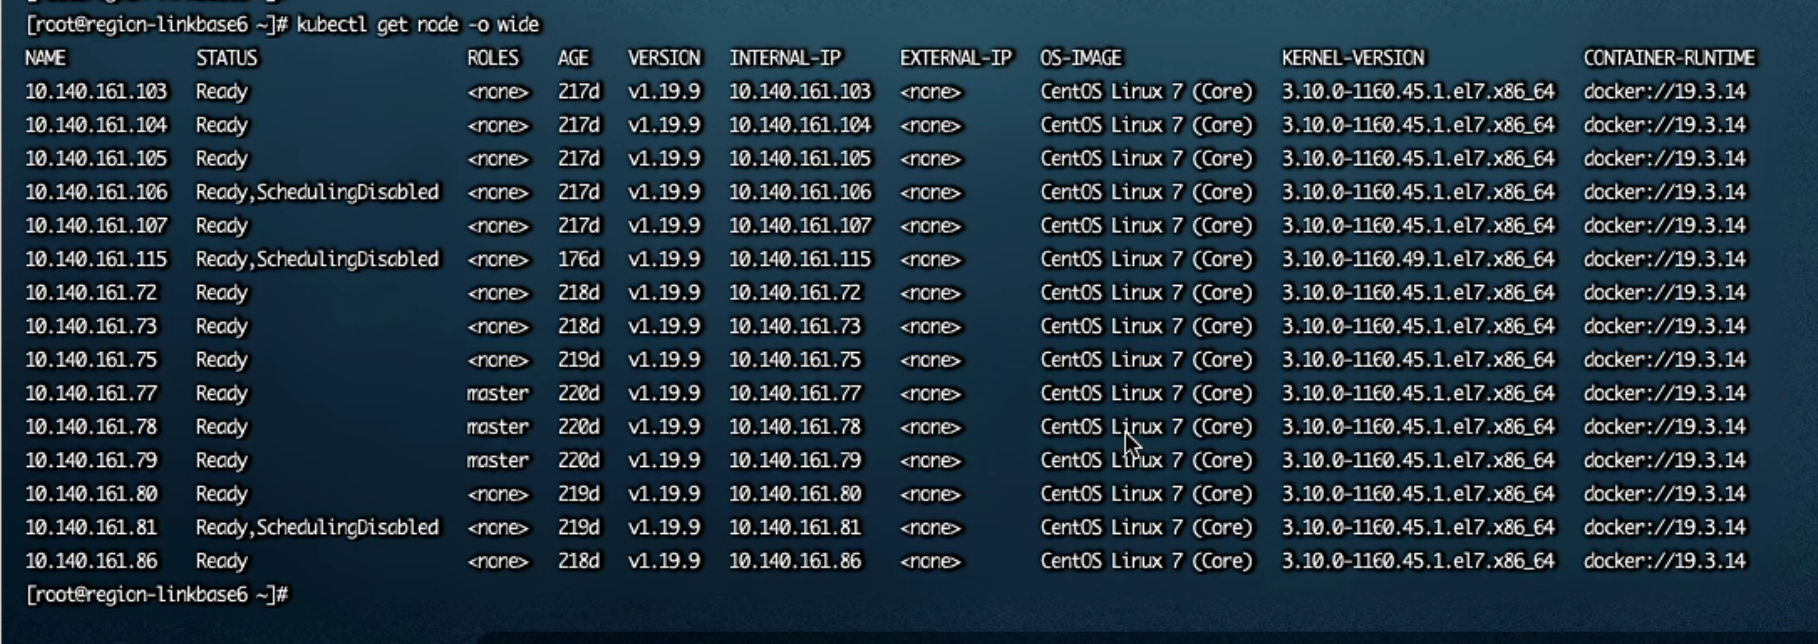 [root@region-linkbase6 ~]# kubectl get node -o wide
NAME STATUS ROLES AGE VERSION INTERNAL-IP EXTERNAL-IP OS-IMAGE KERNEL-VERSION CONTAINER-RUNTIME
10.140.161.103 Ready <none> 217d v1.19.9 10.140.161.103 <none> CentOS Linux 7 (Core) 3.10.0-1160.45.1.el7.x86_64 docker://19.3.14
10.140.161.104 Ready <none> 217d v1.19.9 10.140.161.104 <none> CentOS Linux 7 (Core) 3.10.0-1160.45.1.el7.x86_64 docker://19.3.14
10.140.161.105 Ready <none> 217d v1.19.9 10.140.161.105 <none> CentOS Linux 7 (Core) 3.10.0-1160.45.1.el7.x86_64 docker://19.3.14
10.140.161.106 Ready,SchedulingDisabled <none> 217d v1.19.9 10.140.161.106 <none> CentOS Linux 7 (Core) 3.10.0-1160.45.1.el7.x86_64 docker://19.3.14
10.140.161.107 Ready <none> 217d v1.19.9 10.140.161.107 <none> CentOS Linux 7 (Core) 3.10.0-1160.45.1.el7.x86_64 docker://19.3.14
10.140.161.115 Ready,SchedulingDisabled <none> 176d v1.19.9 10.140.161.115 <none> CentOS Linux 7 (Core) 3.10.0-1160.49.1.el7.x86_64 docker://19.3.14
10.140.161.72 Ready <none> 218d v1.19.9 10.140.161.72 <none> CentOS Linux 7 (Core) 3.10.0-1160.45.1.el7.x86_64 docker://19.3.14
10.140.161.73 Ready <none> 218d v1.19.9 10.140.161.73 <none> CentOS Linux 7 (Core) 3.10.0-1160.45.1.el7.x86_64 docker://19.3.14
10.140.161.75 Ready <none> 219d v1.19.9 10.140.161.75 <none> CentOS Linux 7 (Core) 3.10.0-1160.45.1.el7.x86_64 docker://19.3.14
10.140.161.77 Ready master 220d v1.19.9 10.140.161.77 <none> CentOS Linux 7 (Core) 3.10.0-1160.45.1.el7.x86_64 docker://19.3.14
10.140.161.78 Ready master 220d v1.19.9 10.140.161.78 <none> CentOS Linux 7 (Core) 3.10.0-1160.45.1.el7.x86_64 docker://19.3.14
10.140.161.79 Ready master 220d v1.19.9 10.140.161.79 <none> CentOS Linux 7 (Core) 3.10.0-1160.45.1.el7.x86_64 docker://19.3.14
10.140.161.80 Ready <none> 219d v1.19.9 10.140.161.80 <none> CentOS Linux 7 (Core) 3.10.0-1160.45.1.el7.x86_64 docker://19.3.14
10.140.161.81 Ready,SchedulingDisabled <none> 219d v1.19.9 10.140.161.81 <none> CentOS Linux 7 (Core) 3.10.0-1160.45.1.el7.x86_64 docker://19.3.14
10.140.161.86 Ready <none> 218d v1.19.9 10.140.161.86 <none> CentOS Linux 7 (Core) 3.10.0-1160.45.1.el7.x86_64 docker://19.3.14
[root@region-linkbase6 ~]#